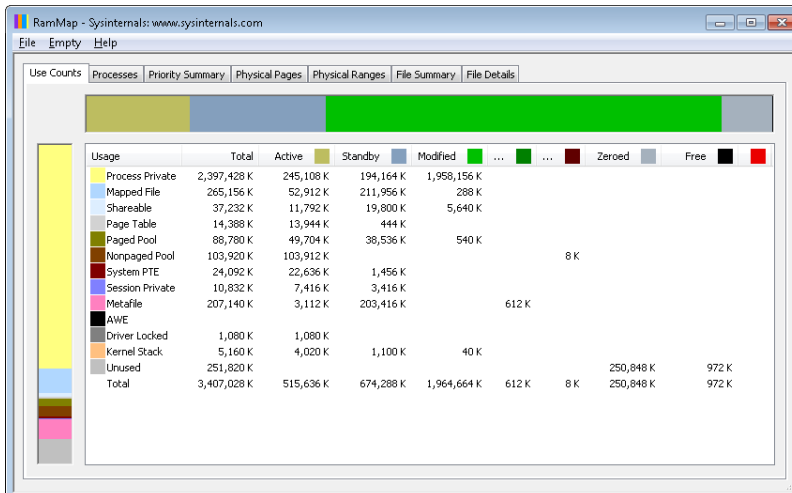 RamMap - Sysinternals: www.sysinternals.com
File Empty Help
Use Counts Processes Priority Summary Physical Pages Physical Ranges File Summary File Details
Usage Total Active Standby Modified ... ... Zeroed Free
Process Private 2,397,428 K 245,108 K 194,164 K 1,958,156 K
Mapped File 265,156 K 52,912 K 211,956 K 288 K
Shareable 37,232 K 11,792 K 19,800 K 5,640 K
Page Table 14,388 K 13,944 K 444 K
Paged Pool 88,780 K 49,704 K 38,536 K 540 K
Nonpaged Pool 103,920 K 103,912 K 8 K
System PTE 24,092 K 22,636 K 1,456 K
Session Private 10,832 K 7,416 K 3,416 K
Metafile 207,140 K 3,112 K 203,416 K 612 K
AWE
Driver Locked 1,080 K 1,080 K
Kernel Stack 5,160 K 4,020 K 1,100 K 40 K
Unused 251,820 K 250,848 K 972 K
Total 3,407,028 K 515,636 K 674,288 K 1,964,664 K 612 K 8 K 250,848 K 972 K